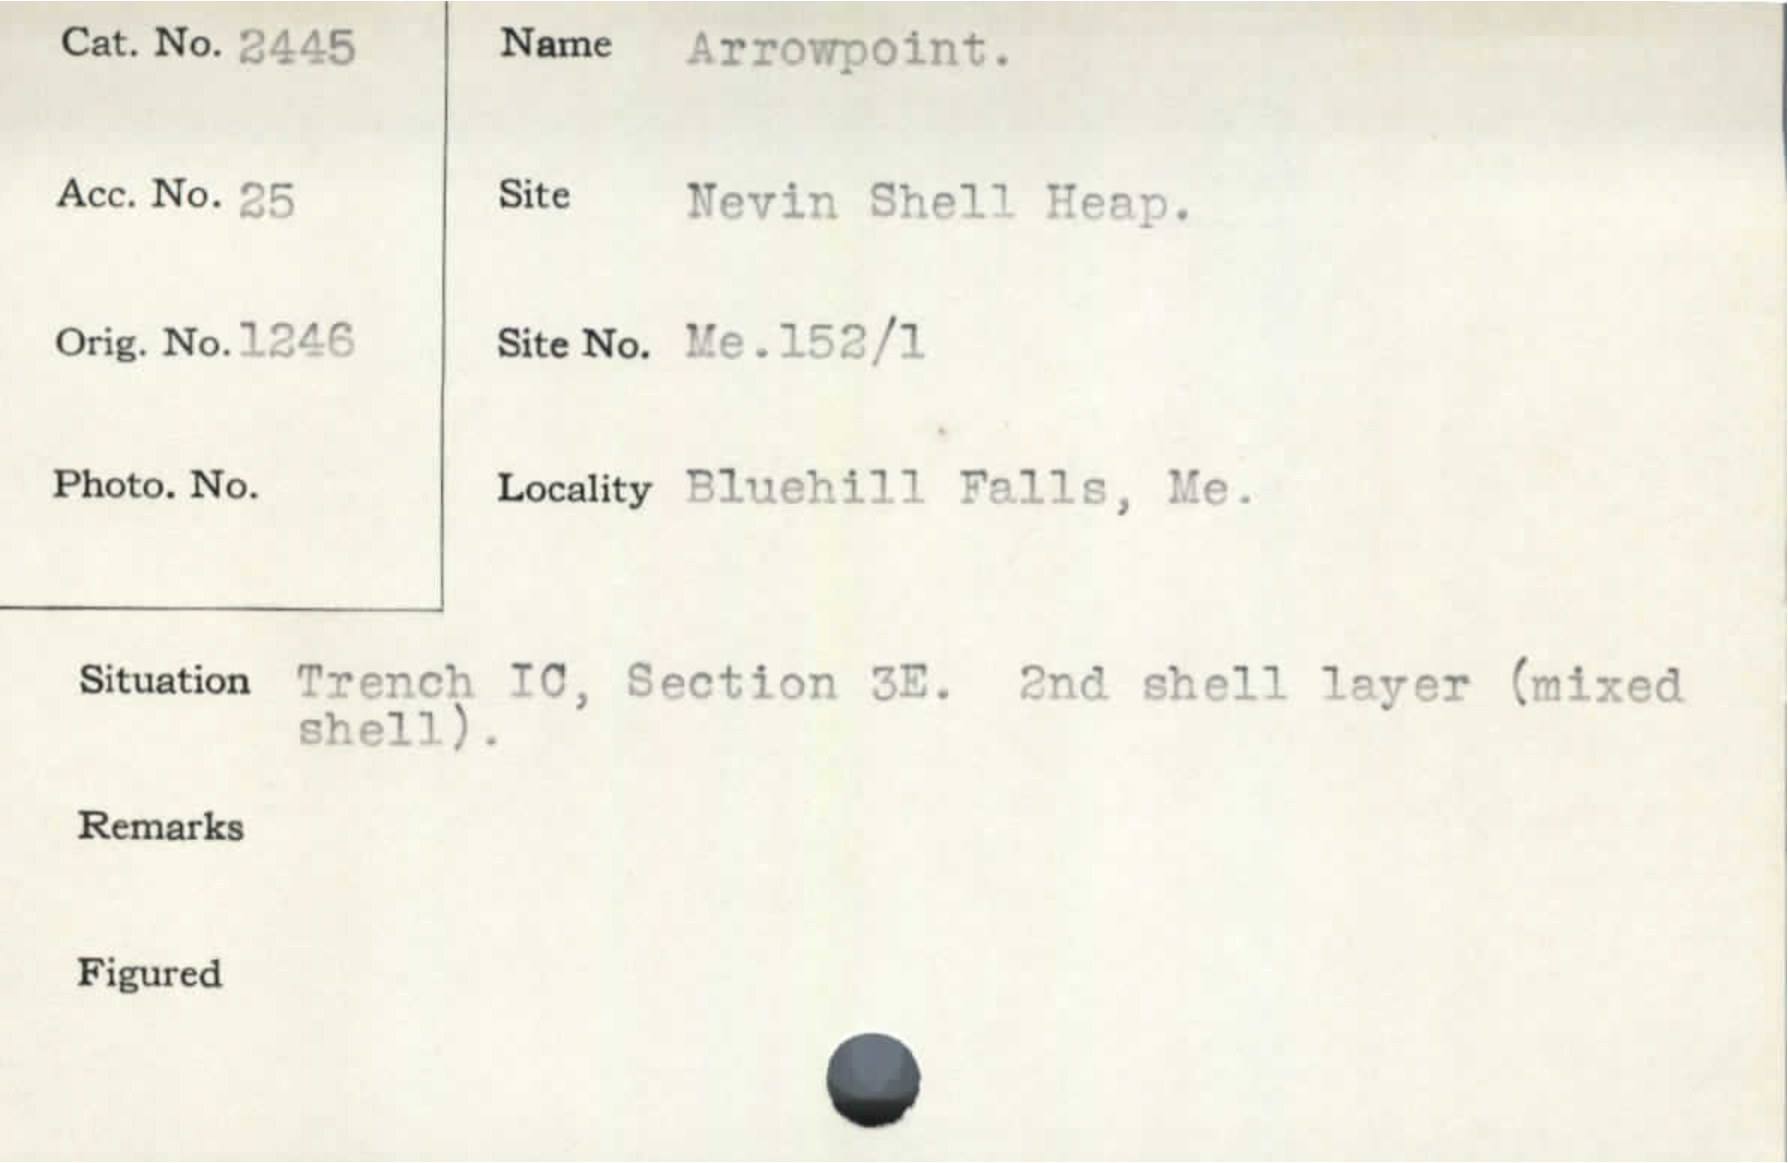 Cat. No. 2445
Name Arrowpoint.
Acc. No. 25
Site Nevin Shell Heap.
Orig. No. 1246
Site No. Me.152/1
Photo. No.
Locality Bluehill Falls, Me.
Situation Trench IC, Section 3E. 2nd shell layer (mixed
shell).
Remarks
Figured